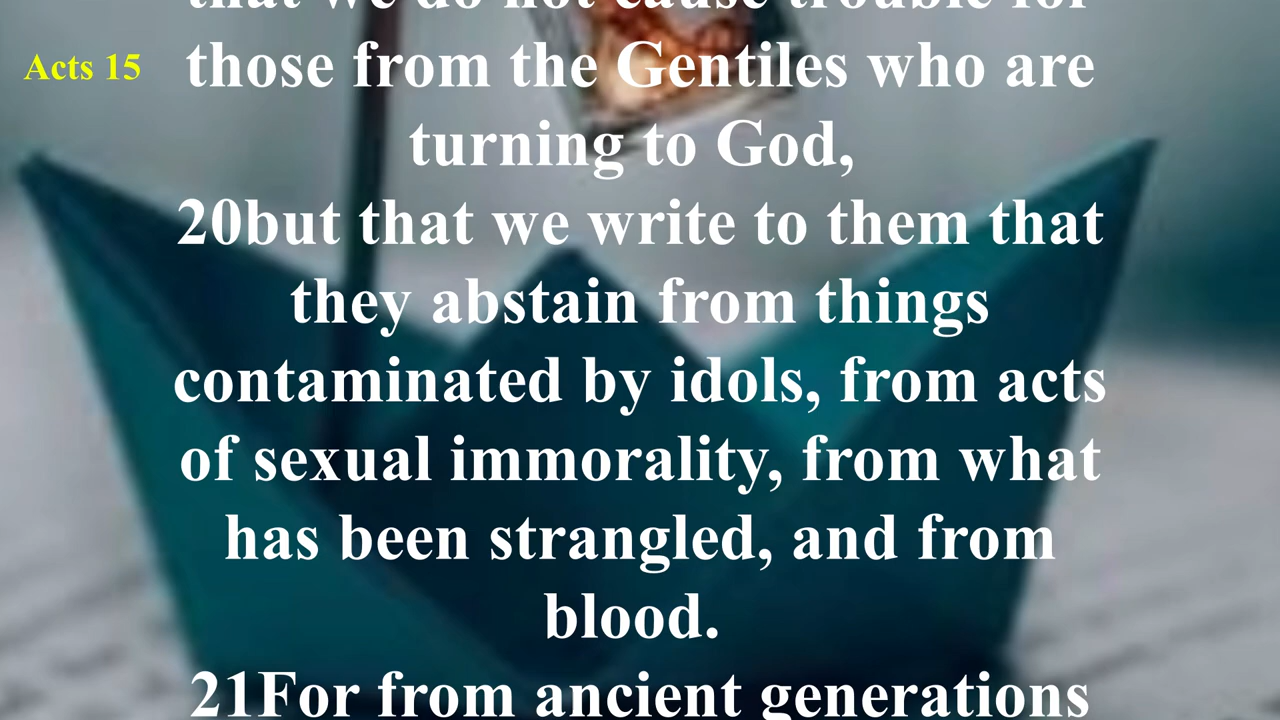 that we do not cause trouble for
Acts 15
those from the Gentiles who are
turning to God,
20but that we write to them that
they abstain from things
contaminated by idols, from acts
of sexual immorality, from what
has been strangled, and from
blood.
21For from ancient generations